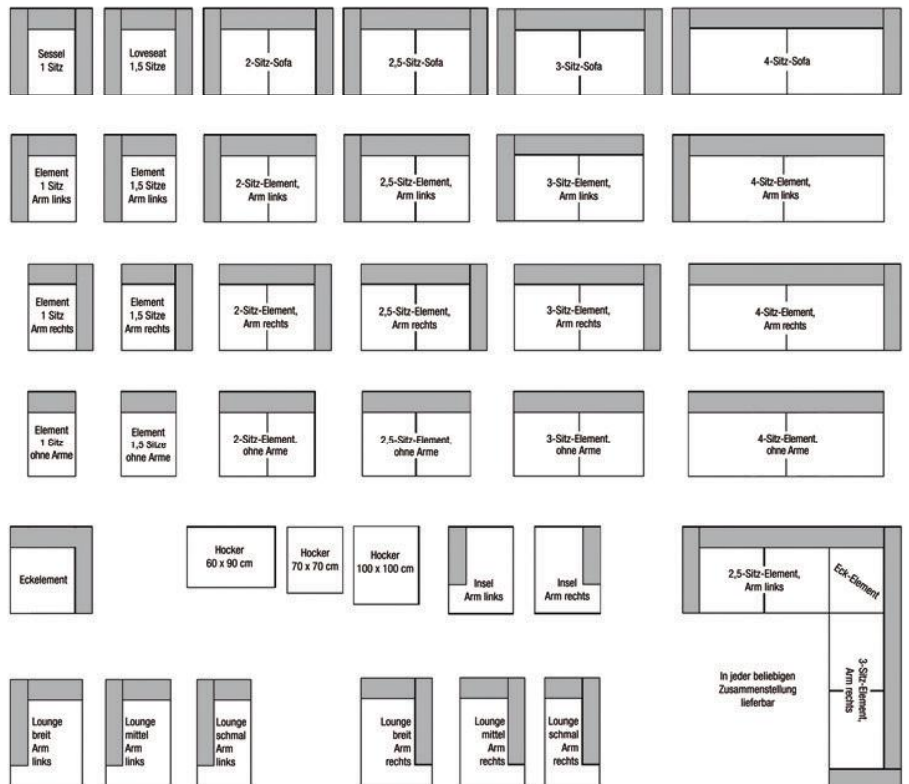 Sessel
1 Sitz
Loveseat
1,5 Sitze
2-Sitz-Sofa
2,5-Sitz-Sofa
3-Sitz-Sofa
4-Sitz-Sofa
Element
1 Sitz
Arm links
Element
1,5 Sitze
Arm links
2-Sitz-Element,
Arm links
2,5-Sitz-Element,
Arm links
3-Sitz-Element,
Arm links
4-Sitz-Element,
Arm links
Element
1 Sitz
Arm rechts
Element
1,5 Sitze
Arm rechts
2-Sitz-Element,
Arm rechts
2,5-Sitz-Element,
Arm rechts
3-Sitz-Element,
Arm rechts
4-Sitz-Element,
Arm rechts
Element
1 Sitz
ohne Arme
Element
1,5 Sitze
ohne Arme
2-Sitz-Element,
ohne Arme
2,5-Sitz-Element,
ohne Arme
3-Sitz-Element,
ohne Arme
4-Sitz-Element,
ohne Arme
Eckelement
Hocker
60 x 90 cm
Hocker
70 x 70 cm
Hocker
100 x 100 cm
Insel
Arm links
Insel
Arm rechts
2,5-Sitz-Element,
Arm links
Eck-Element
3-Sitz-Element,
Arm rechts
In jeder beliebigen
Zusammenstellung
lieferbar
Lounge
breit
Arm
links
Lounge
mittel
Arm
links
Lounge
schmal
Arm
links
Lounge
breit
Arm
rechts
Lounge
mittel
Arm
rechts
Lounge
schmal
Arm
rechts